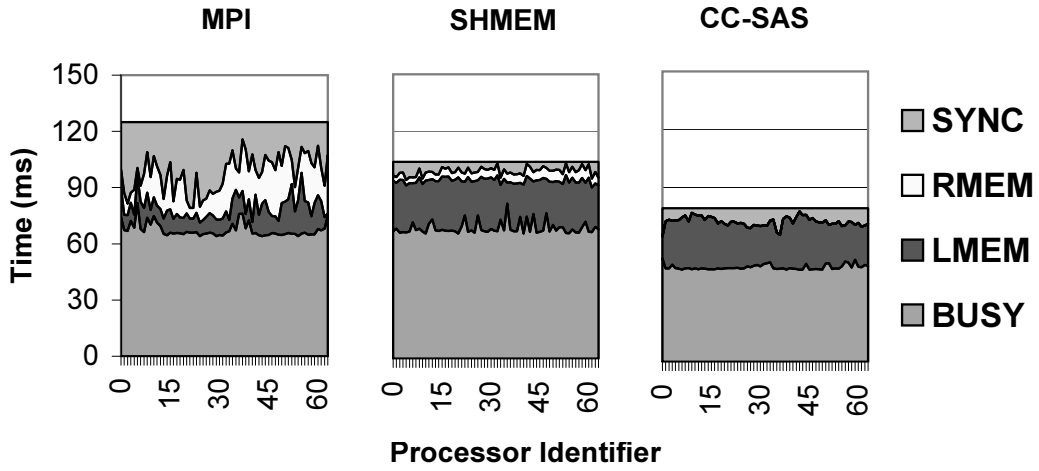 MPI SHMEM CC-SAS
150
120
90
60
30
0
Time (ms)
0 15 30 45 60
0 15 30 45 60
0 15 30 45 60
Processor Identifier
SYNC
RMEM
LMEM
BUSY